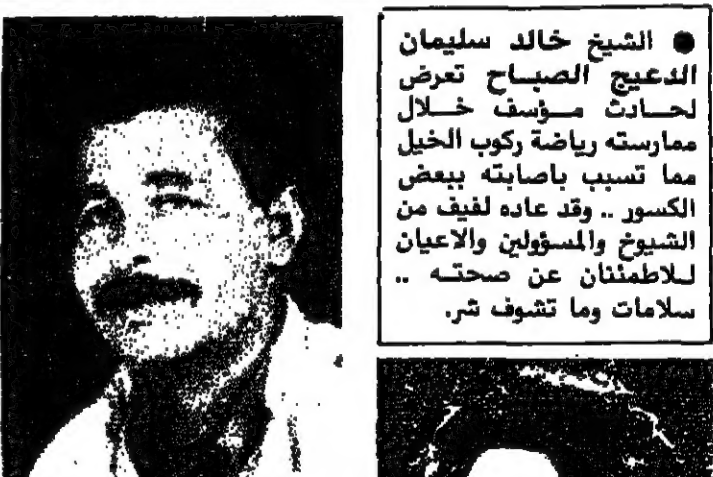 ● الشيخ خالد سليمان
الدعيج الصباح تعرض
لحادث مؤسف خلال
ممارسته رياضة ركوب الخيل
مما تسبب باصابته ببعض
الكسور .. وقد عاده لفيف من
الشيوخ والمسؤولين والاعيان
للاطمئنان عن صحته ..
سلامات وما تشوف شر.